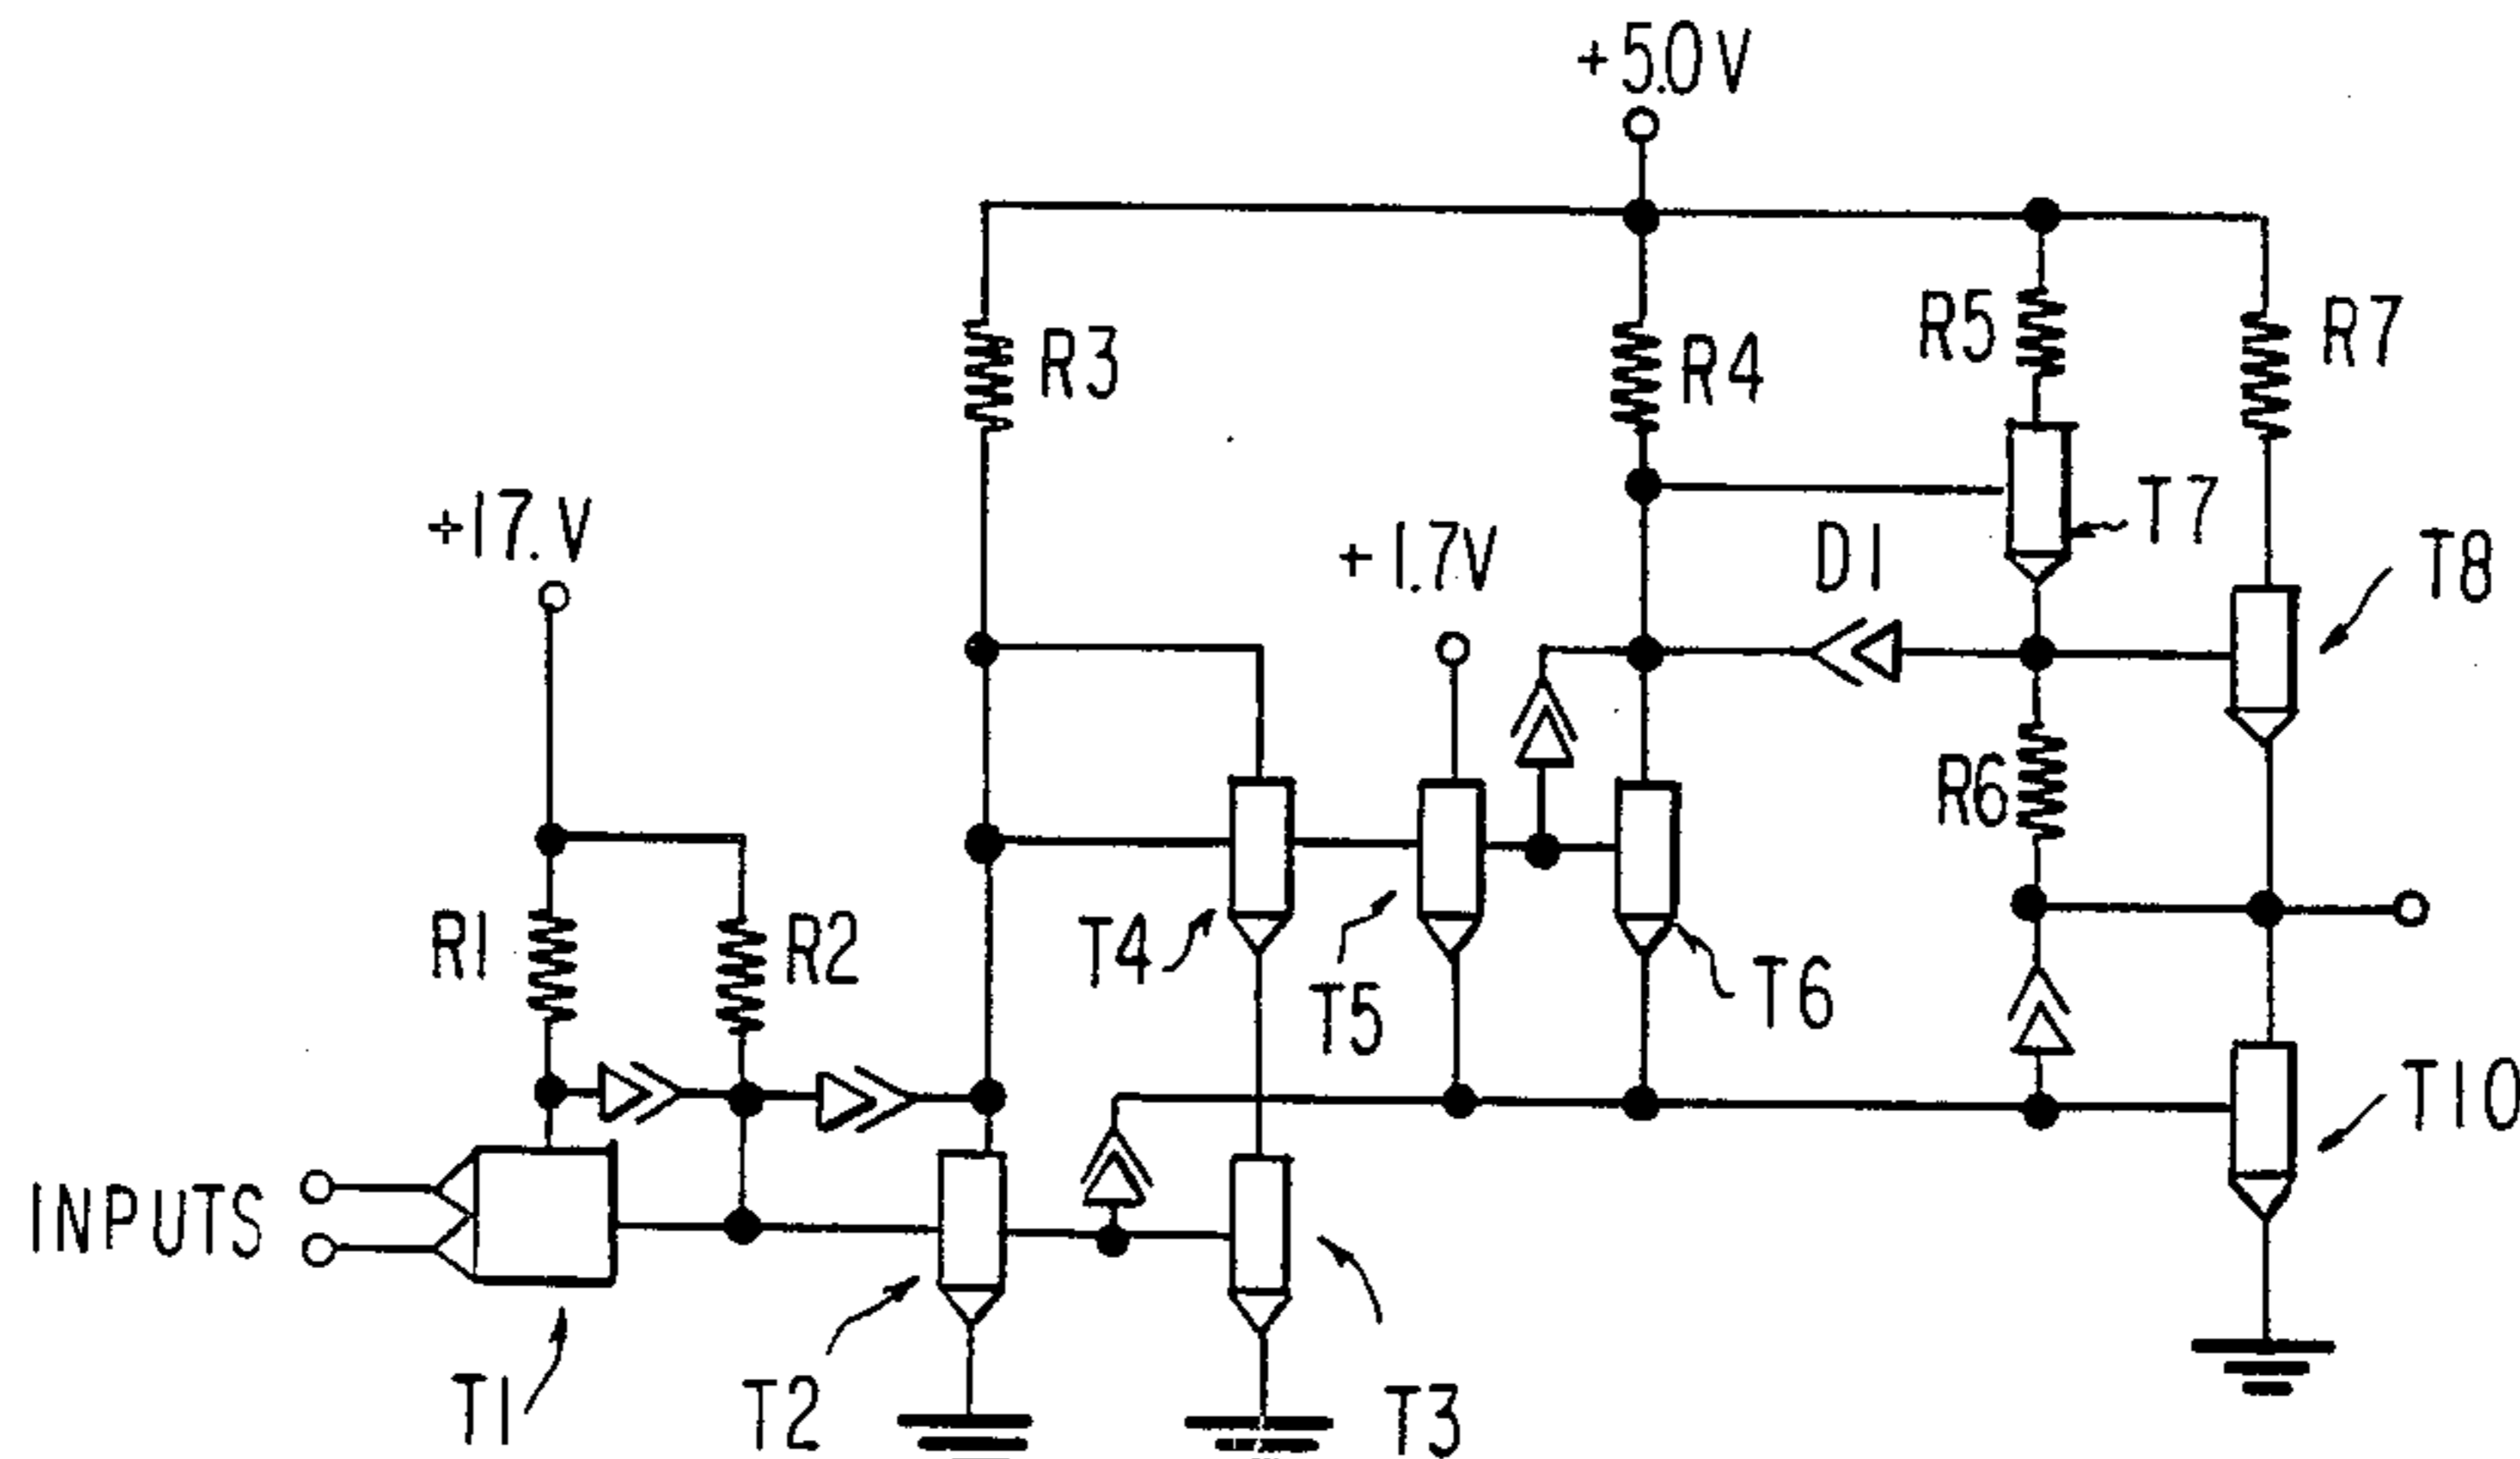 +5.0V
R3
R4
R5
R7
+17.V
+1.7V
D1
T7
T8
R6
R1
R2
T4
T5
T6
T10
INPUTS
T1
T2
T3